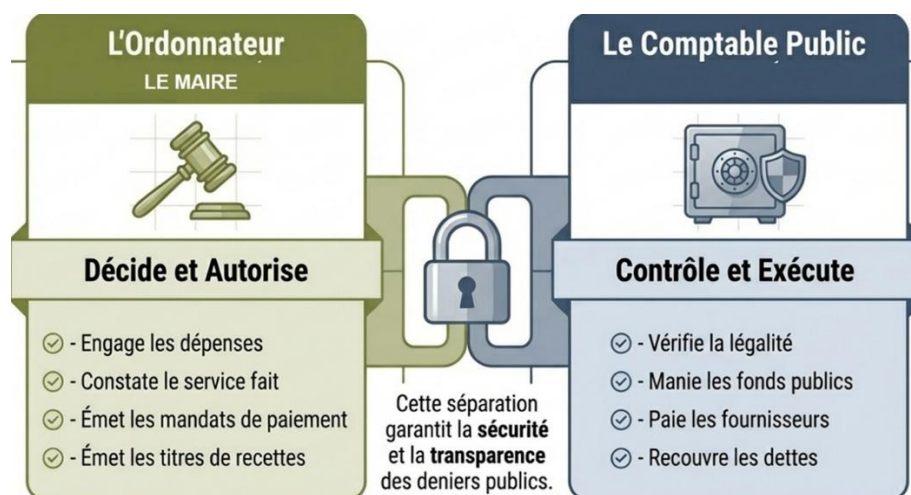 L'Ordonnateur
LE MAIRE
Décide et Autorise
- Engage les dépenses
- Constate le service fait
- Émet les mandats de paiement
- Émet les titres de recettes
Cette séparation
garantit la sécurité
et la transparence
des deniers publics.
Le Comptable Public
Contrôle et Exécute
- Vérifie la légalité
- Manie les fonds publics
- Paie les fournisseurs
- Recouvre les dettes